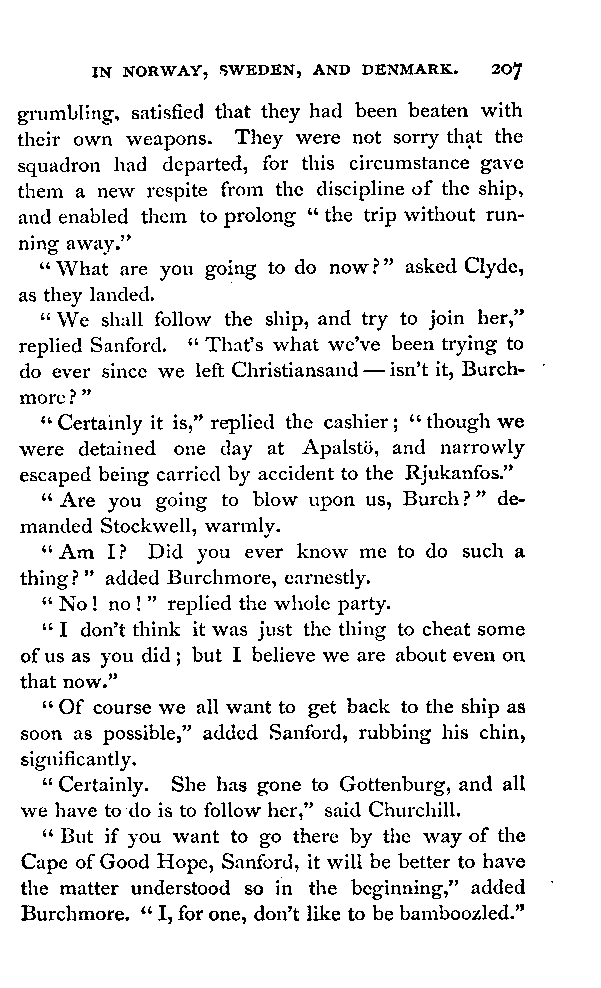 IN NORWAY, SWEDEN, AND DENMARK. 207
grumbling, satisfied that they had been beaten with
their own weapons. They were not sorry that the
squadron had departed, for this circumstance gave
them a new respite from the discipline of the ship,
and enabled them to prolong “ the trip without run-
ning away.”
“ What are you going to do now?” asked Clyde,
as they landed.
“ We shall follow the ship, and try to join her,”
replied Sanford. “ That's what we've been trying to
do ever since we left Christiansand — isn't it, Burch-
more? ”
“ Certainly it is,” replied the cashier; “ though we
were detained one day at Apalstö, and narrowly
escaped being carried by accident to the Rjukanfos.”
“ Are you going to blow upon us, Burch? ” de-
manded Stockwell, warmly.
“ Am I? Did you ever know me to do such a
thing? ” added Burchmore, earnestly.
“ No! no! ” replied the whole party.
“ I don't think it was just the thing to cheat some
of us as you did; but I believe we are about even on
that now.”
“ Of course we all want to get back to the ship as
soon as possible,” added Sanford, rubbing his chin,
significantly.
“ Certainly. She has gone to Gottenburg, and all
we have to do is to follow her,” said Churchill.
“ But if you want to go there by the way of the
Cape of Good Hope, Sanford, it will be better to have
the matter understood so in the beginning,” added
Burchmore. “ I, for one, don't like to be bamboozled.”